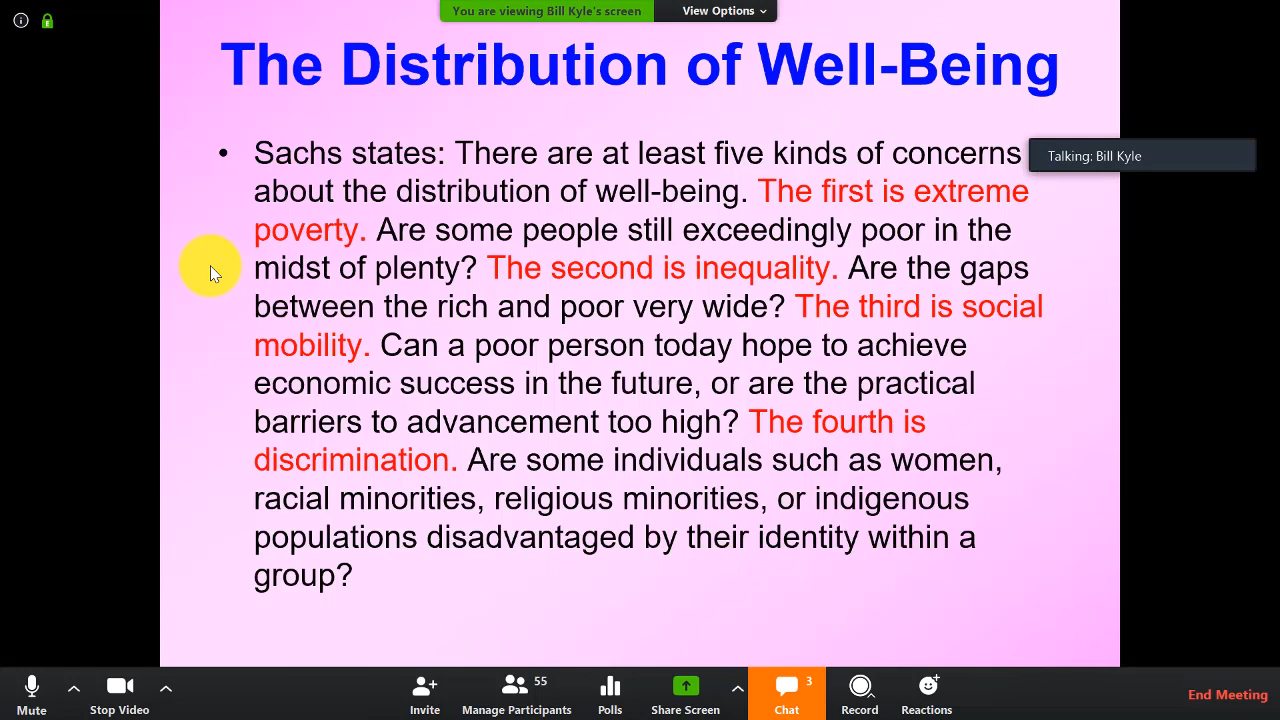 You are viewing Bill Kyle's screen
View Options
The Distribution of Well-Being
• Sachs states: There are at least five kinds of concerns
Talking: Bill Kyle
about the distribution of well-being. The first is extreme
poverty. Are some people still exceedingly poor in the
midst of plenty? The second is inequality. Are the gaps
between the rich and poor very wide? The third is social
mobility. Can a poor person today hope to achieve
economic success in the future, or are the practical
barriers to advancement too high? The fourth is
discrimination. Are some individuals such as women,
racial minorities, religious minorities, or indigenous
populations disadvantaged by their identity within a
group?
Mute
Stop Video
Invite
55
Manage Participants
Polls
Share Screen
3
Chat
Record
Reactions
End Meeting